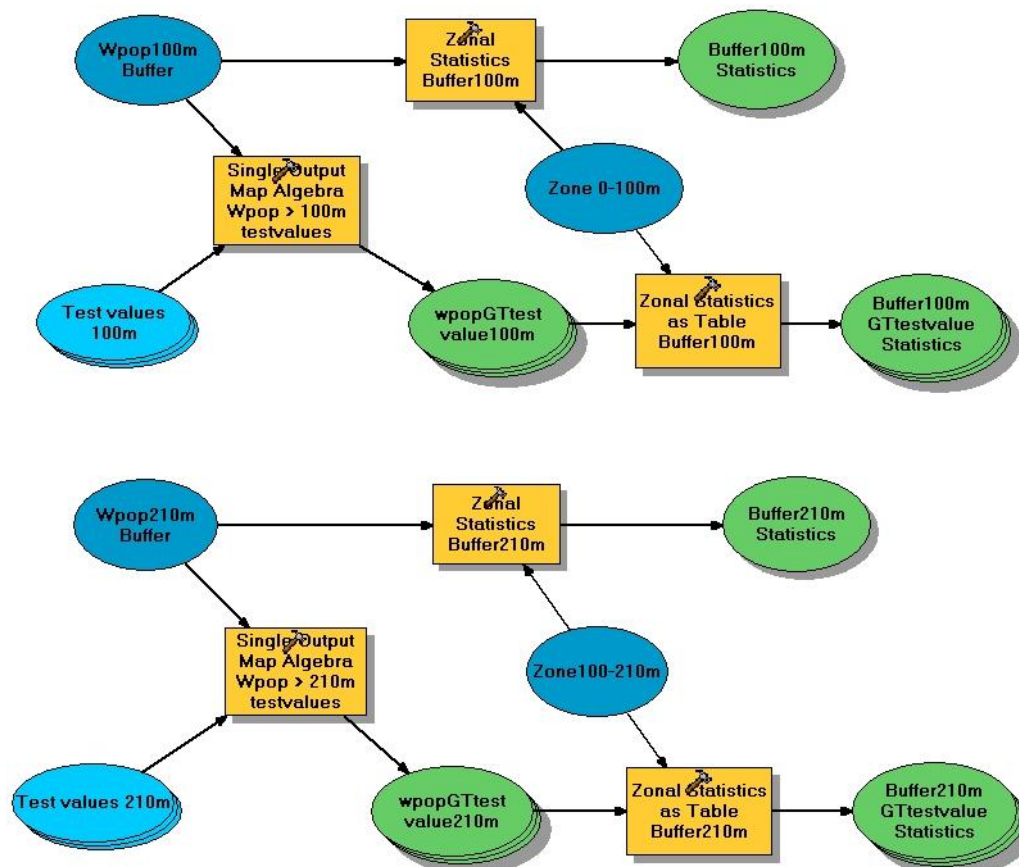 Wpop100m
Buffer
Zonal
Statistics
Buffer100m
Buffer100m
Statistics
Single Output
Map Algebra
Wpop > 100m
testvalues
Zone 0-100m
Test values
100m
wpopGTtest
value100m
Zonal Statistics
as Table
Buffer100m
Buffer100m
GTtestvalue
Statistics
Wpop210m
Buffer
Zonal
Statistics
Buffer210m
Buffer210m
Statistics
Single Output
Map Algebra
Wpop > 210m
testvalues
Zone100-210m
Test values 210m
wpopGTtest
value210m
Zonal Statistics
as Table
Buffer210m
Buffer210m
GTtestvalue
Statistics